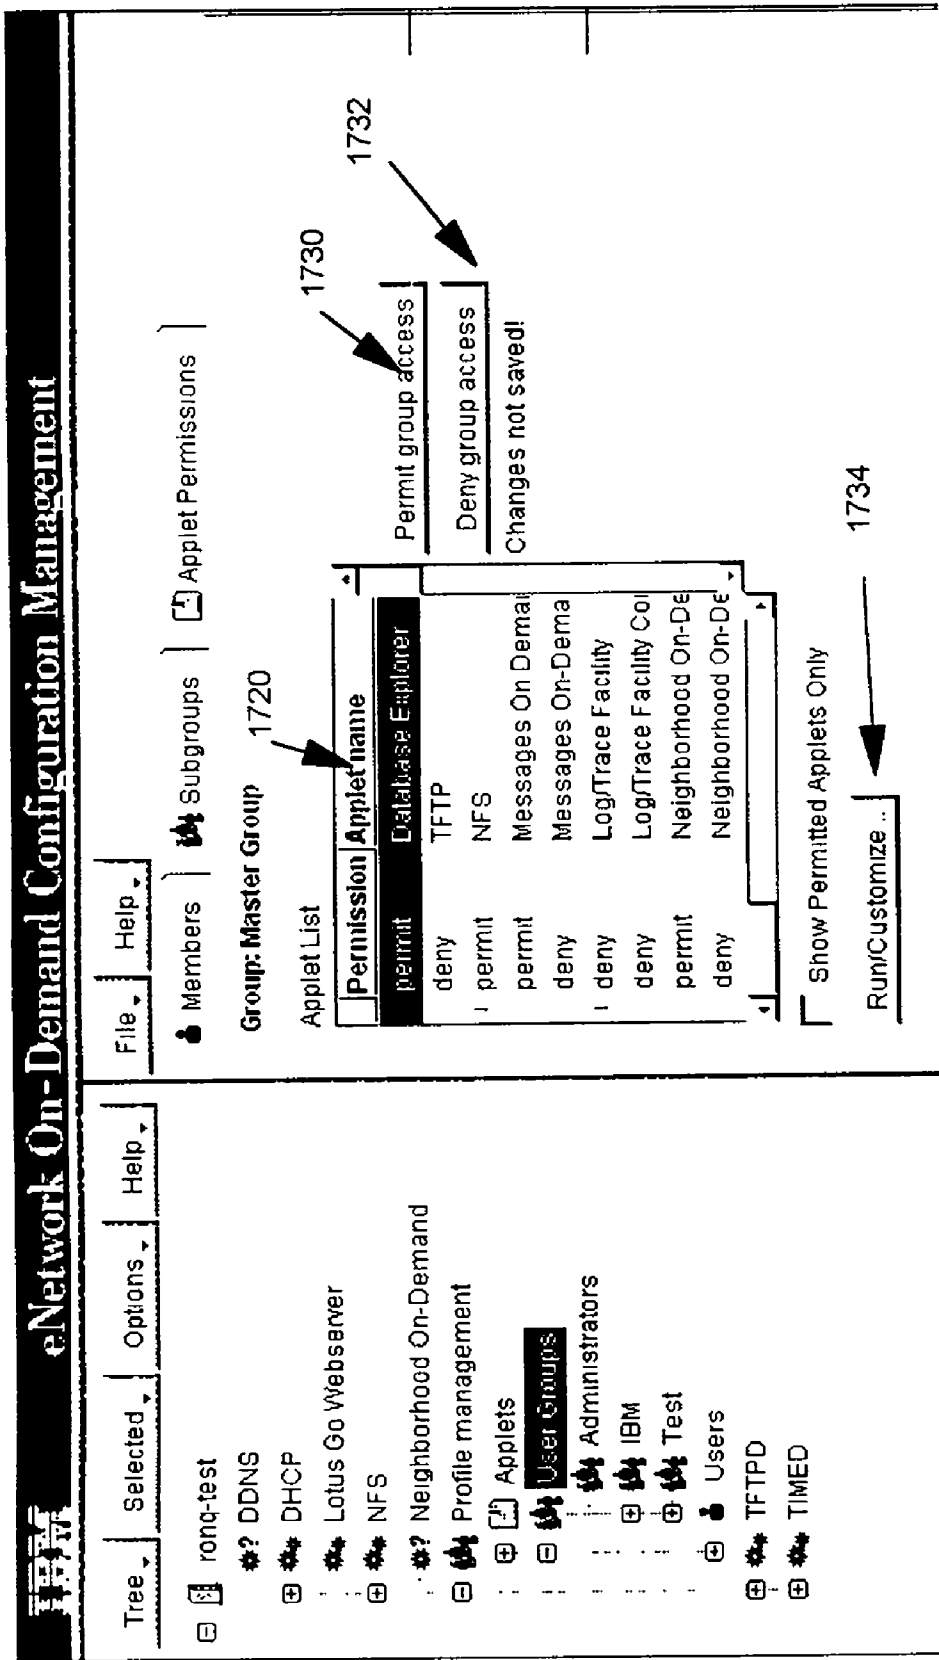 IBM
eNetwork On-Demand Configuration Management
Tree Selected Options Help
ronq-test
? DDNS
DHCP
Lotus Go Webserver
NFS
? Neighborhood On-Demand
Profile management
Applets
User Groups
Administrators
IBM
Test
Users
TFTPD
TIMED
File Help
Members Subgroups Applet Permissions
Group: Master Group
1720
Applet List
Permission Applet name
permit Database Explorer
deny TFTP
permit NFS
permit Messages On Demai
deny Messages On-Dema
deny Log/Trace Facility
deny Log/Trace Facility Coi
permit Neighborhood On-De
deny Neighborhood On-De
1730
1732
Permit group access
Deny group access
Changes not saved!
Show Permitted Applets Only
Run/Customize...
1734